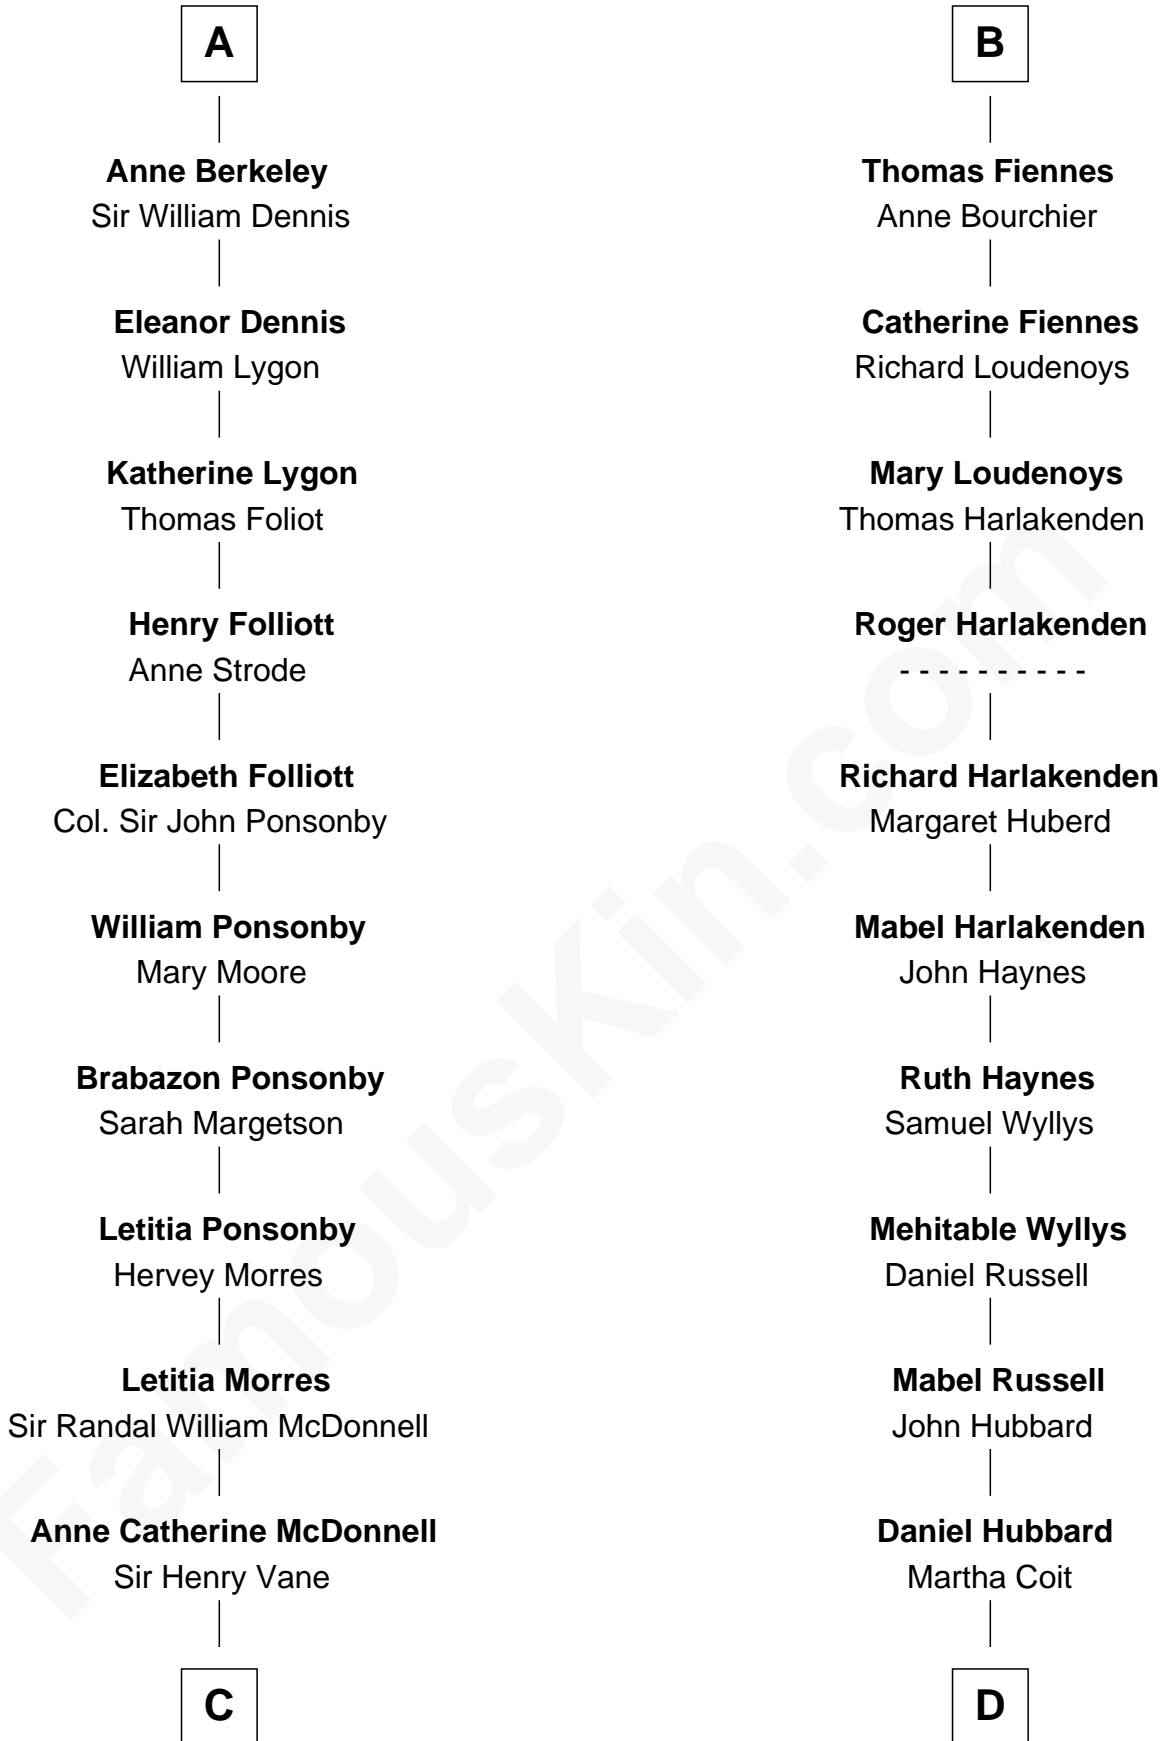 A
Anne Berkeley
Sir William Dennis
Eleanor Dennis
William Lygon
Katherine Lygon
Thomas Foliot
Henry Folliott
Anne Strode
Elizabeth Folliott
Col. Sir John Ponsonby
William Ponsonby
Mary Moore
Brabazon Ponsonby
Sarah Margetson
Letitia Ponsonby
Hervey Morres
Letitia Morres
Sir Randal William McDonnell
Anne Catherine McDonnell
Sir Henry Vane
C
B
Thomas Fiennes
Anne Bourchier
Catherine Fiennes
Richard Loudenoys
Mary Loudenoys
Thomas Harlakenden
Roger Harlakenden
- - - - - - - - - -
Richard Harlakenden
Margaret Huberd
Mabel Harlakenden
John Haynes
Ruth Haynes
Samuel Wyllys
Mehitable Wyllys
Daniel Russell
Mabel Russell
John Hubbard
Daniel Hubbard
Martha Coit
D
FamousKin.com